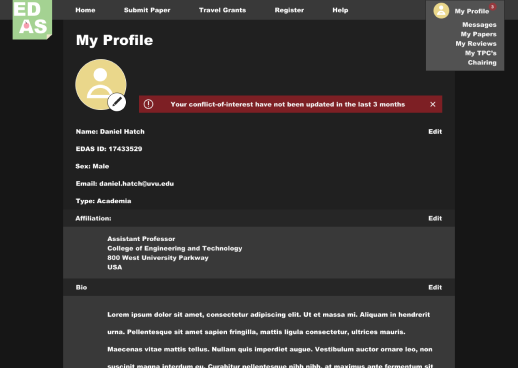 ED
AS
Home Submit Paper Travel Grants Register Help
My Profile
Messages
My Papers
My Reviews
My TPC's
Chairing
My Profile
Your conflict-of-interest have not been updated in the last 3 months
Name: Daniel Hatch Edit
EDAS ID: 17433529
Sex: Male
Email: daniel.hatch@uvu.edu
Type: Academia
Affiliation: Edit
Assistant Professor
College of Engineering and Technology
800 West University Parkway
USA
Bio Edit
Lorem ipsum dolor sit amet, consectetur adipiscing elit. Ut et massa mi. Aliquam in hendrerit
urna. Pellentesque sit amet sapien fringilla, mattis ligula consectetur, ultrices mauris.
Maecenas vitae mattis tellus. Nullam quis imperdiet augue. Vestibulum auctor ornare leo, non
suscipit magna interdum eu. Curabitur pellentesque nibh nibh, at maximus ante fermentum sit